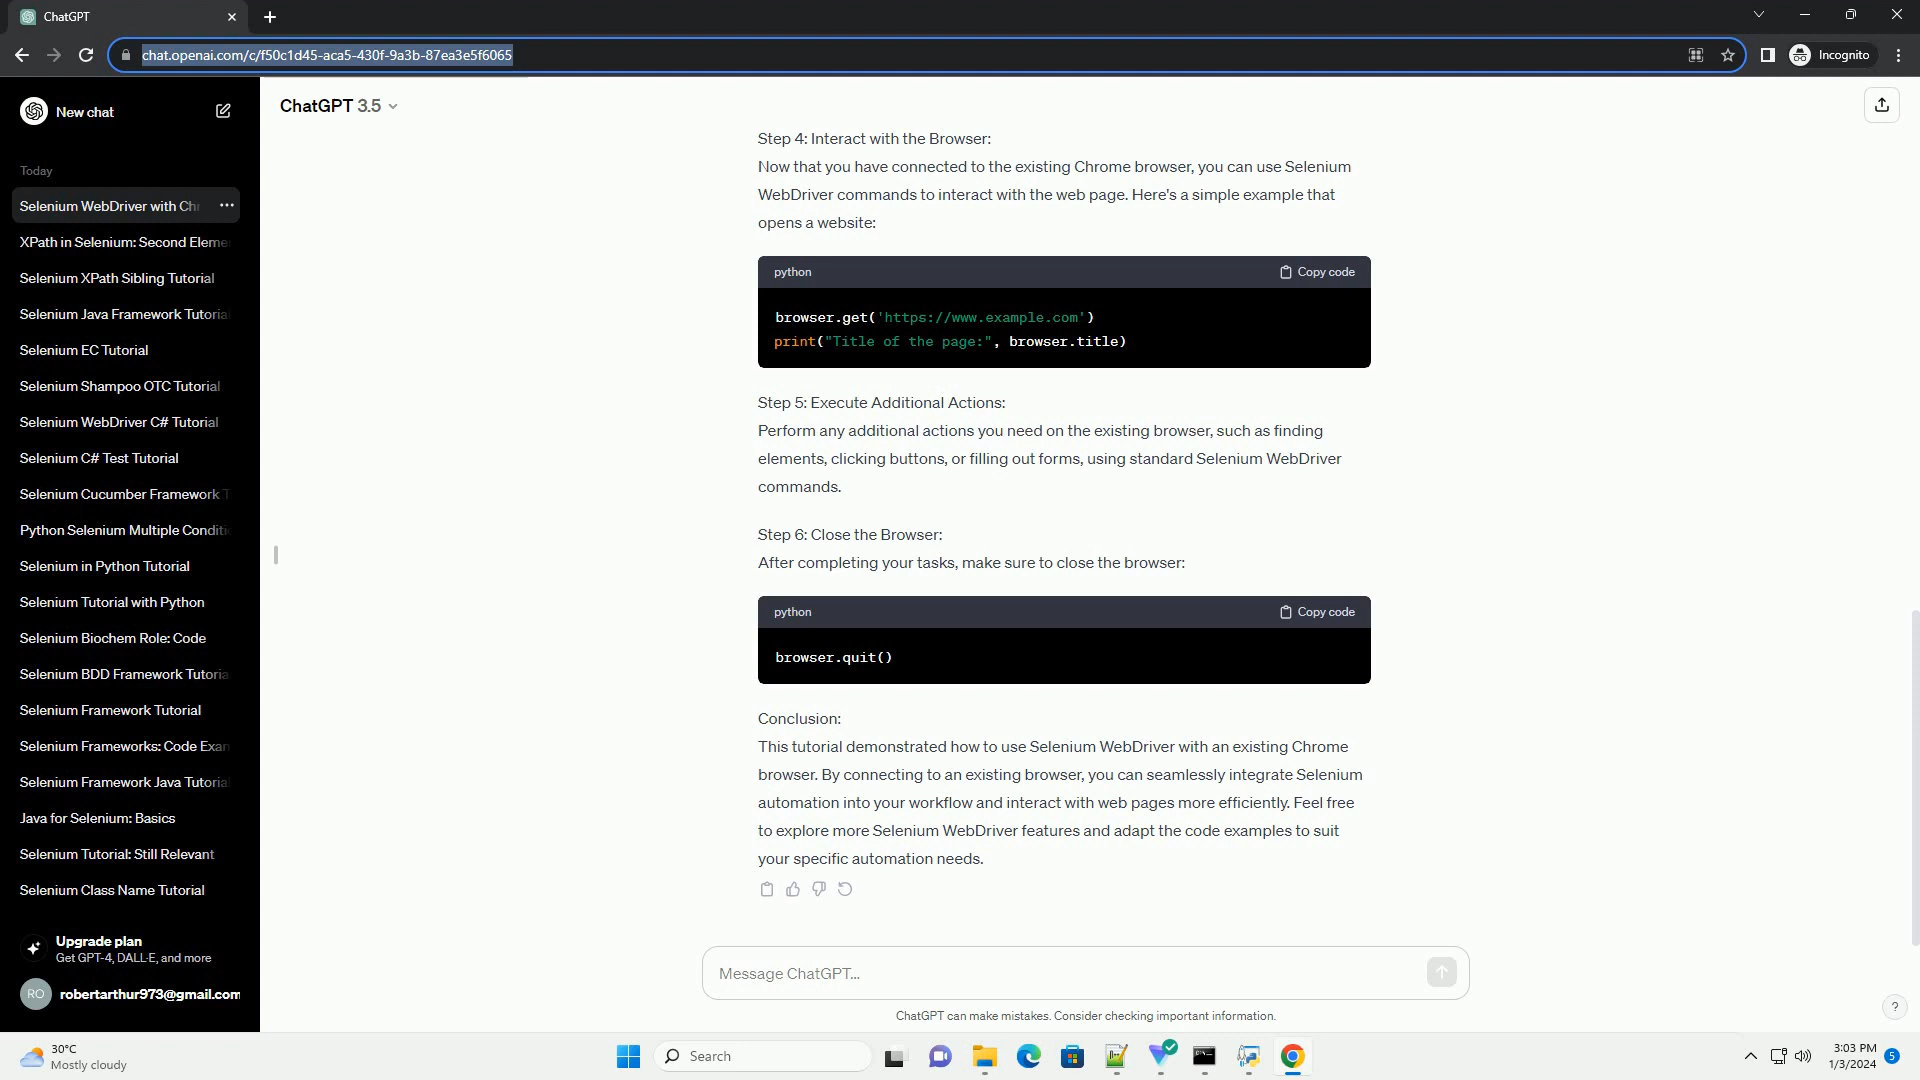 ChatGPT
chat.openai.com/c/f50c1d45-aca5-430f-9a3b-87ea3e5f6065
Incognito
New chat
Today
Selenium WebDriver with Chr
XPath in Selenium: Second Eleme
Selenium XPath Sibling Tutorial
Selenium Java Framework Tutoria
Selenium EC Tutorial
Selenium Shampoo OTC Tutorial
Selenium WebDriver C# Tutorial
Selenium C# Test Tutorial
Selenium Cucumber Framework T
Python Selenium Multiple Conditi
Selenium in Python Tutorial
Selenium Tutorial with Python
Selenium Biochem Role: Code
Selenium BDD Framework Tutoria
Selenium Framework Tutorial
Selenium Frameworks: Code Exan
Selenium Framework Java Tutoria
Java for Selenium: Basics
Selenium Tutorial: Still Relevant
Selenium Class Name Tutorial
Upgrade plan
Get GPT-4, DALL·E, and more
RO
robertarthur973@gmail.com
ChatGPT 3.5
Step 4: Interact with the Browser:
Now that you have connected to the existing Chrome browser, you can use Selenium
WebDriver commands to interact with the web page. Here's a simple example that
opens a website:
python
Copy code
browser.get('https://www.example.com')
print("Title of the page:", browser.title)
Step 5: Execute Additional Actions:
Perform any additional actions you need on the existing browser, such as finding
elements, clicking buttons, or filling out forms, using standard Selenium WebDriver
commands.
Step 6: Close the Browser:
After completing your tasks, make sure to close the browser:
python
Copy code
browser.quit()
Conclusion:
This tutorial demonstrated how to use Selenium WebDriver with an existing Chrome
browser. By connecting to an existing browser, you can seamlessly integrate Selenium
automation into your workflow and interact with web pages more efficiently. Feel free
to explore more Selenium WebDriver features and adapt the code examples to suit
your specific automation needs.
Message ChatGPT...
ChatGPT can make mistakes. Consider checking important information.
?
30°C
Mostly cloudy
Search
3:03 PM
1/3/2024
5